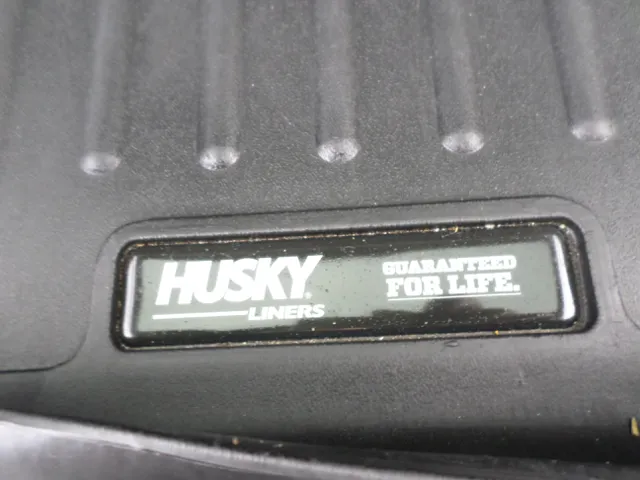 HUSKY
LINERS
GUARANTEED
FOR LIFE.